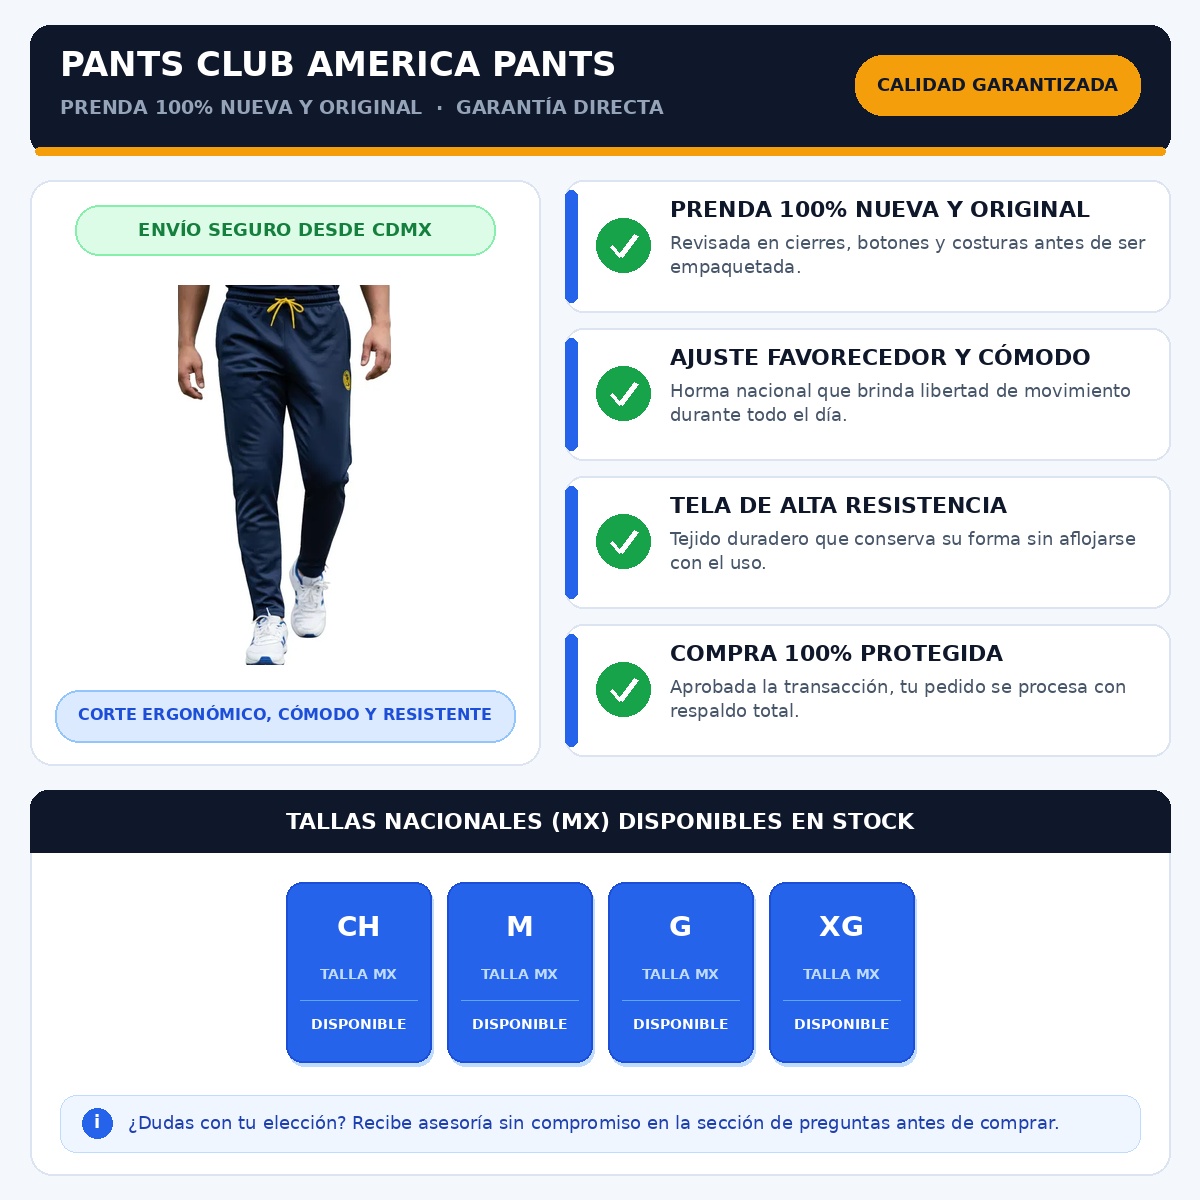 PANTS CLUB AMERICA PANTS
PRENDA 100% NUEVA Y ORIGINAL · GARANTÍA DIRECTA
CALIDAD GARANTIZADA
ENVÍO SEGURO DESDE CDMX
CORTE ERGONÓMICO, CÓMODO Y RESISTENTE
PRENDA 100% NUEVA Y ORIGINAL
Revisada en cierres, botones y costuras antes de ser
empaquetada.
AJUSTE FAVORECEDOR Y CÓMODO
Horma nacional que brinda libertad de movimiento
durante todo el día.
TELA DE ALTA RESISTENCIA
Tejido duradero que conserva su forma sin aflojarse
con el uso.
COMPRA 100% PROTEGIDA
Aprobada la transacción, tu pedido se procesa con
respaldo total.
TALLAS NACIONALES (MX) DISPONIBLES EN STOCK
CH
TALLA MX
DISPONIBLE
M
TALLA MX
DISPONIBLE
G
TALLA MX
DISPONIBLE
XG
TALLA MX
DISPONIBLE
i
¿Dudas con tu elección? Recibe asesoría sin compromiso en la sección de preguntas antes de comprar.